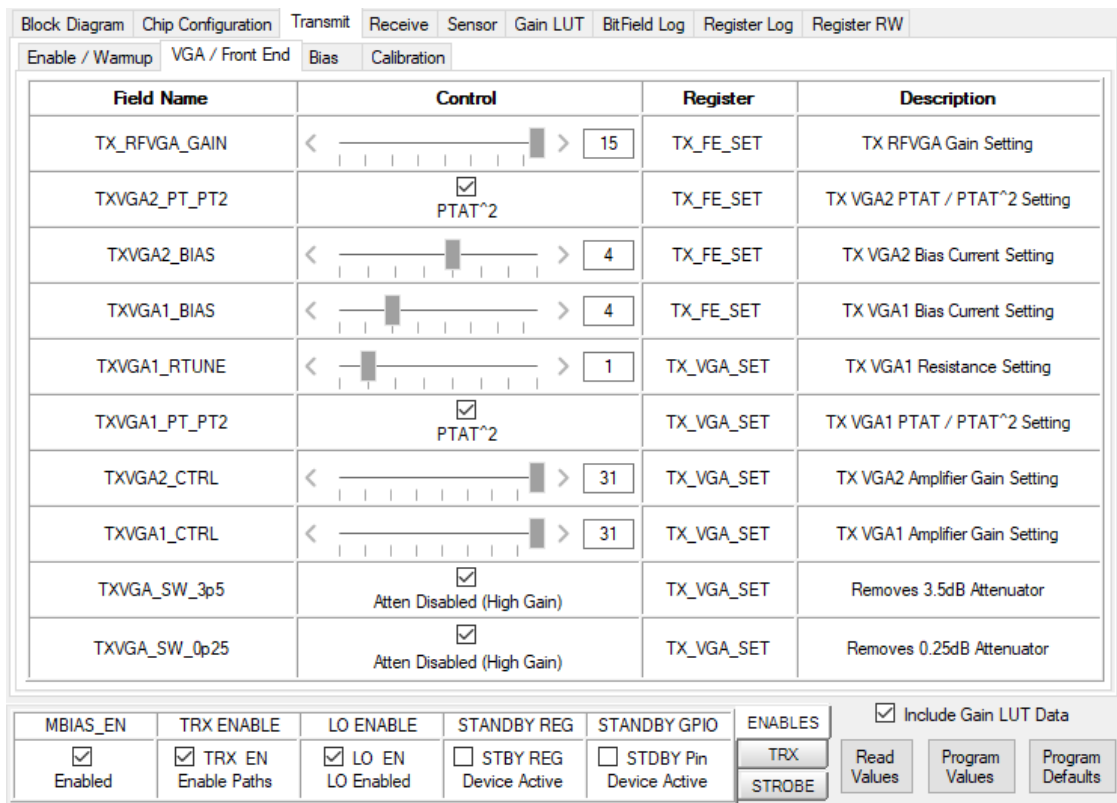 Block Diagram Chip Configuration Transmit Receive Sensor Gain LUT BitField Log Register Log Register RW
Enable / Warmup VGA / Front End Bias Calibration
Field Name Control Register Description
TX_RFVGA_GAIN < > 15 TX_FE_SET TX RFVGA Gain Setting
TXVGA2_PT_PT2 PTAT^2 TX_FE_SET TX VGA2 PTAT / PTAT^2 Setting
TXVGA2_BIAS < > 4 TX_FE_SET TX VGA2 Bias Current Setting
TXVGA1_BIAS < > 4 TX_FE_SET TX VGA1 Bias Current Setting
TXVGA1_RTUNE < > 1 TX_VGA_SET TX VGA1 Resistance Setting
TXVGA1_PT_PT2 PTAT^2 TX_VGA_SET TX VGA1 PTAT / PTAT^2 Setting
TXVGA2_CTRL < > 31 TX_VGA_SET TX VGA2 Amplifier Gain Setting
TXVGA1_CTRL < > 31 TX_VGA_SET TX VGA1 Amplifier Gain Setting
TXVGA_SW_3p5 Atten Disabled (High Gain) TX_VGA_SET Removes 3.5dB Attenuator
TXVGA_SW_0p25 Atten Disabled (High Gain) TX_VGA_SET Removes 0.25dB Attenuator
MBIAS_EN TRX ENABLE LO ENABLE STANDBY REG STANDBY GPIO ENABLES Include Gain LUT Data
TRX EN LO EN STBY REG STDBY Pin TRX Read Program Program
Enabled Enable Paths LO Enabled Device Active Device Active STROBE Values Values Defaults